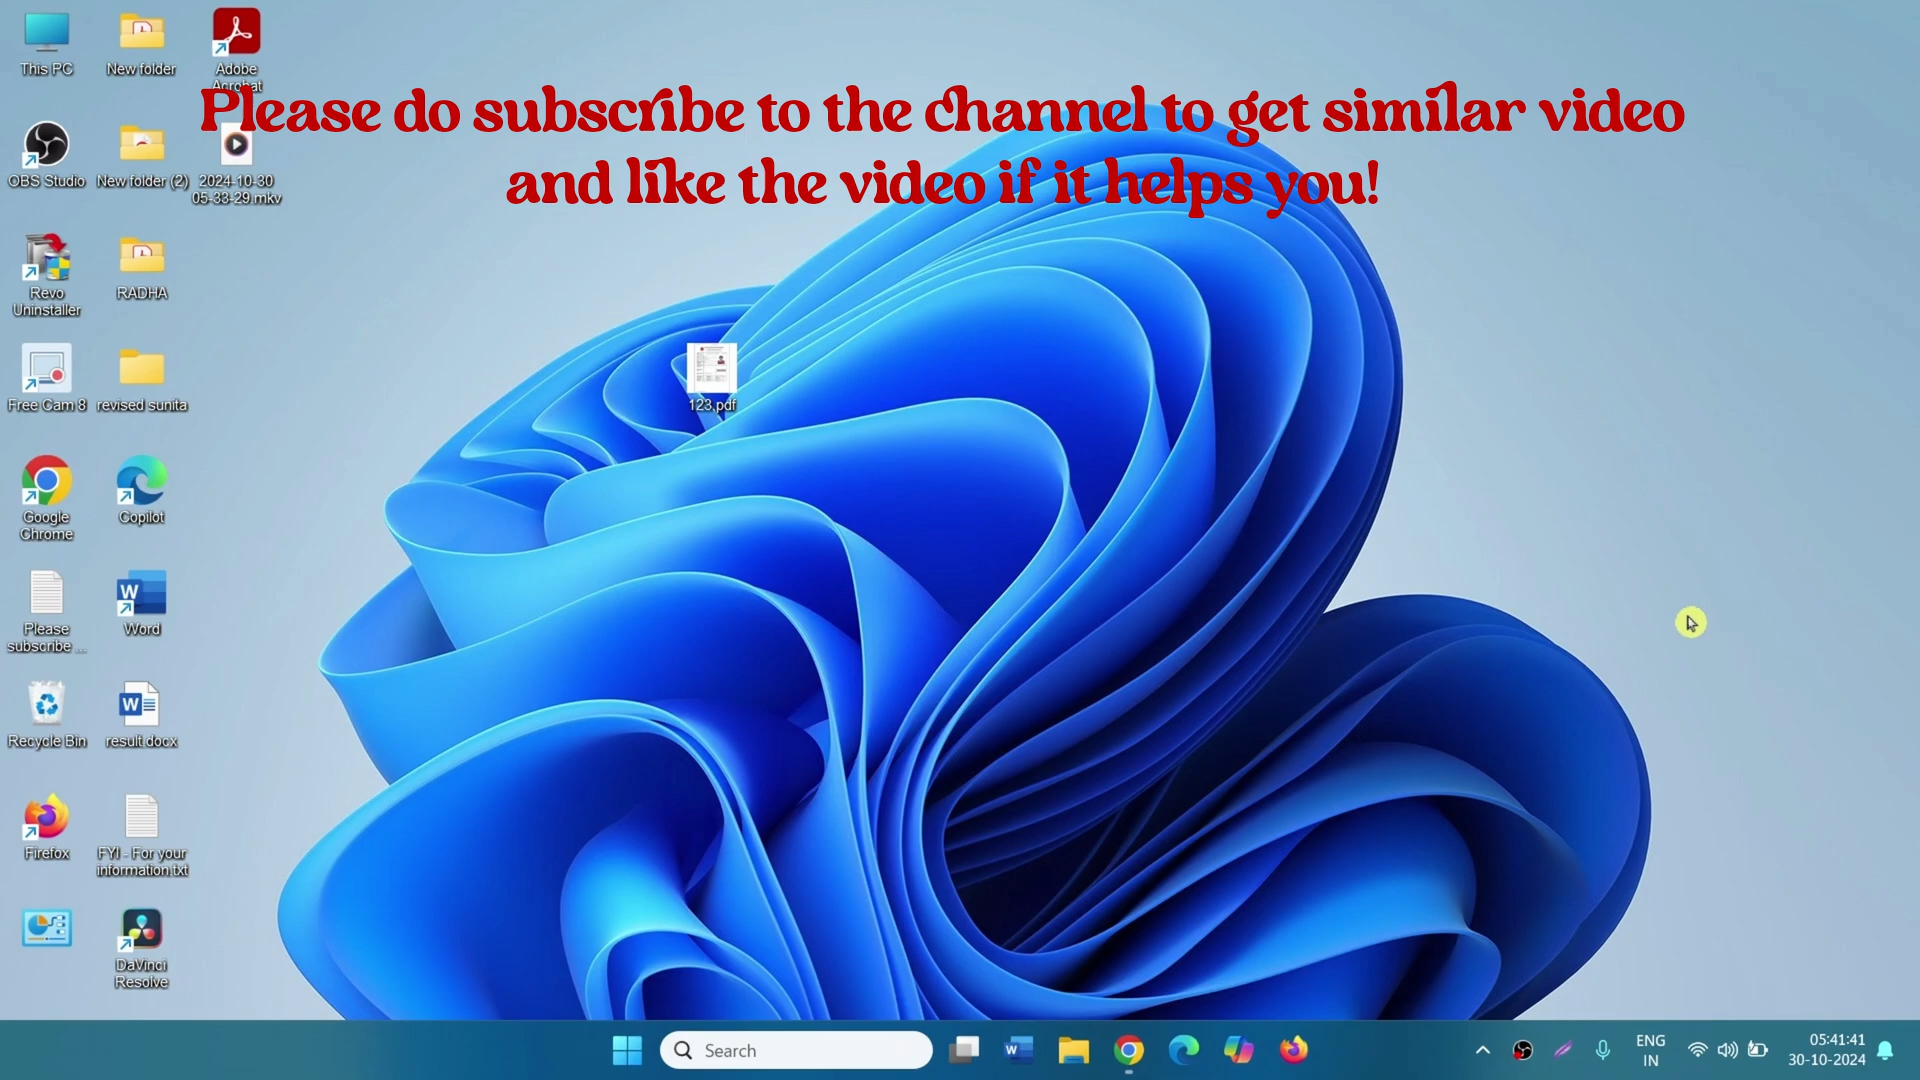 Please do subscribe to the channel to get similar video
and like the video if it helps you!
This PC
New folder
Adobe
Acrobat
OBS Studio
New folder (2)
2024-10-30
05-33-29.mkv
Revo
Uninstaller
RADHA
Free Cam 8
revised sunita
123.pdf
Google
Chrome
Copilot
Please
subscribe ...
Word
Recycle Bin
result.docx
Firefox
FYI - For your
information.txt
DaVinci
Resolve
Search
ENG
IN
05:41:41
30-10-2024